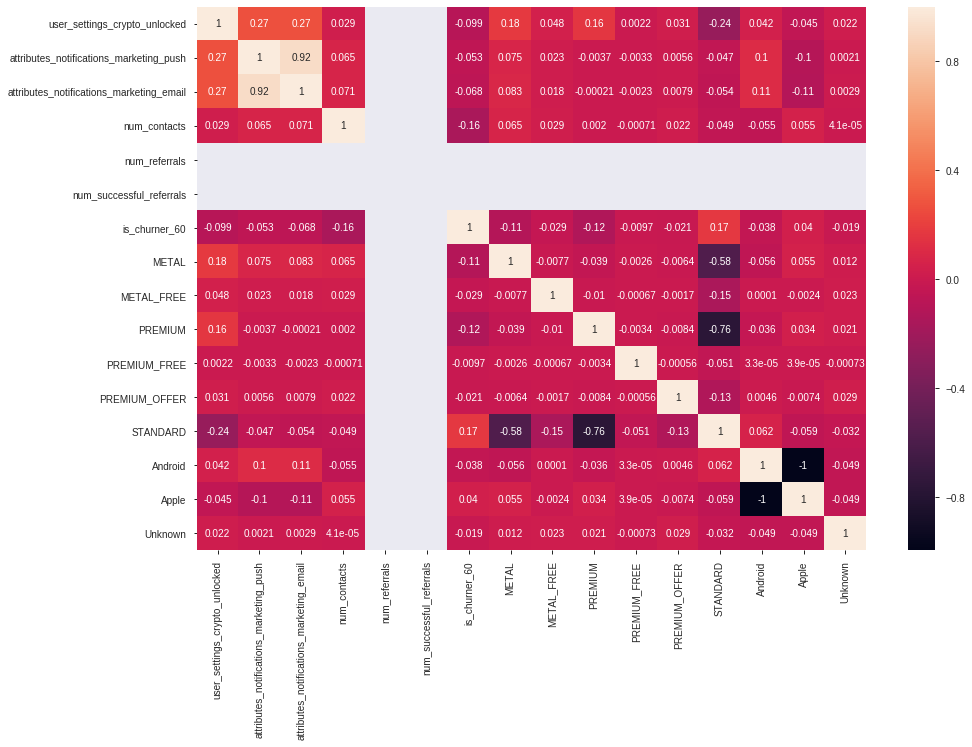 user_settings_crypto_unlocked 1 0.27 0.27 0.029 -0.099 0.18 0.048 0.16 0.0022 0.031 -0.24 0.042 -0.045 0.022
attributes_notifications_marketing_push 0.27 1 0.92 0.065 -0.053 0.075 0.023 -0.0037 -0.0033 0.0056 -0.047 0.1 -0.1 0.0021
attributes_notifications_marketing_email 0.27 0.92 1 0.071 -0.068 0.083 0.018 -0.00021 -0.0023 0.0079 -0.054 0.11 -0.11 0.0029
num_contacts 0.029 0.065 0.071 1 -0.16 0.065 0.029 0.002 -0.00071 0.022 -0.049 -0.055 0.055 4.1e-05
num_referrals
num_successful_referrals
is_churner_60 -0.099 -0.053 -0.068 -0.16 1 -0.11 -0.029 -0.12 -0.0097 -0.021 0.17 -0.038 0.04 -0.019
METAL 0.18 0.075 0.083 0.065 -0.11 1 -0.0077 -0.039 -0.0026 -0.0064 -0.58 -0.056 0.055 0.012
METAL_FREE 0.048 0.023 0.018 0.029 -0.029 -0.0077 1 -0.01 -0.00067 -0.0017 -0.15 0.0001 -0.0024 0.023
PREMIUM 0.16 -0.0037 -0.00021 0.002 -0.12 -0.039 -0.01 1 -0.0034 -0.0084 -0.76 -0.036 0.034 0.021
PREMIUM_FREE 0.0022 -0.0033 -0.0023 -0.00071 -0.0097 -0.0026 -0.00067 -0.0034 1 -0.00056 -0.051 3.3e-05 3.9e-05 -0.00073
PREMIUM_OFFER 0.031 0.0056 0.0079 0.022 -0.021 -0.0064 -0.0017 -0.0084 -0.00056 1 -0.13 0.0046 -0.0074 0.029
STANDARD -0.24 -0.047 -0.054 -0.049 0.17 -0.58 -0.15 -0.76 -0.051 -0.13 1 0.062 -0.059 -0.032
Android 0.042 0.1 0.11 -0.055 -0.038 -0.056 0.0001 -0.036 3.3e-05 0.0046 0.062 1 -1 -0.049
Apple -0.045 -0.1 -0.11 0.055 0.04 0.055 -0.0024 0.034 3.9e-05 -0.0074 -0.059 -1 1 -0.049
Unknown 0.022 0.0021 0.0029 4.1e-05 -0.019 0.012 0.023 0.021 -0.00073 0.029 -0.032 -0.049 -0.049 1
user_settings_crypto_unlocked
attributes_notifications_marketing_push
attributes_notifications_marketing_email
num_contacts
num_referrals
num_successful_referrals
is_churner_60
METAL
METAL_FREE
PREMIUM
PREMIUM_FREE
PREMIUM_OFFER
STANDARD
Android
Apple
Unknown
0.8
0.4
0.0
−0.4
−0.8